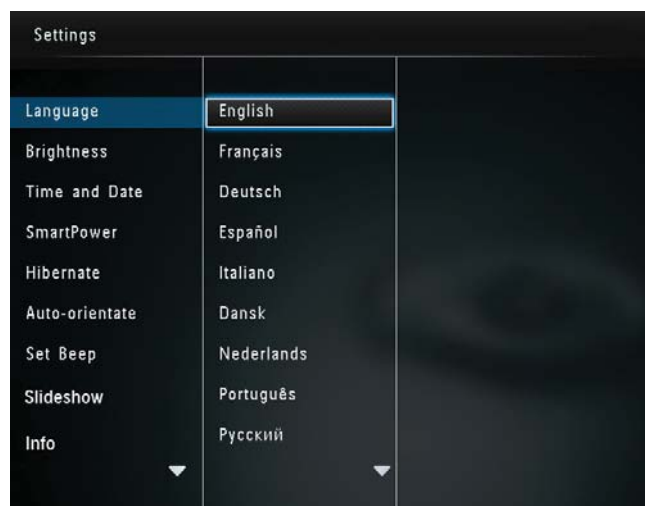 Settings
Language
Brightness
Time and Date
SmartPower
Hibernate
Auto-orientate
Set Beep
Slideshow
Info
English
Français
Deutsch
Español
Italiano
Dansk
Nederlands
Português
Русский